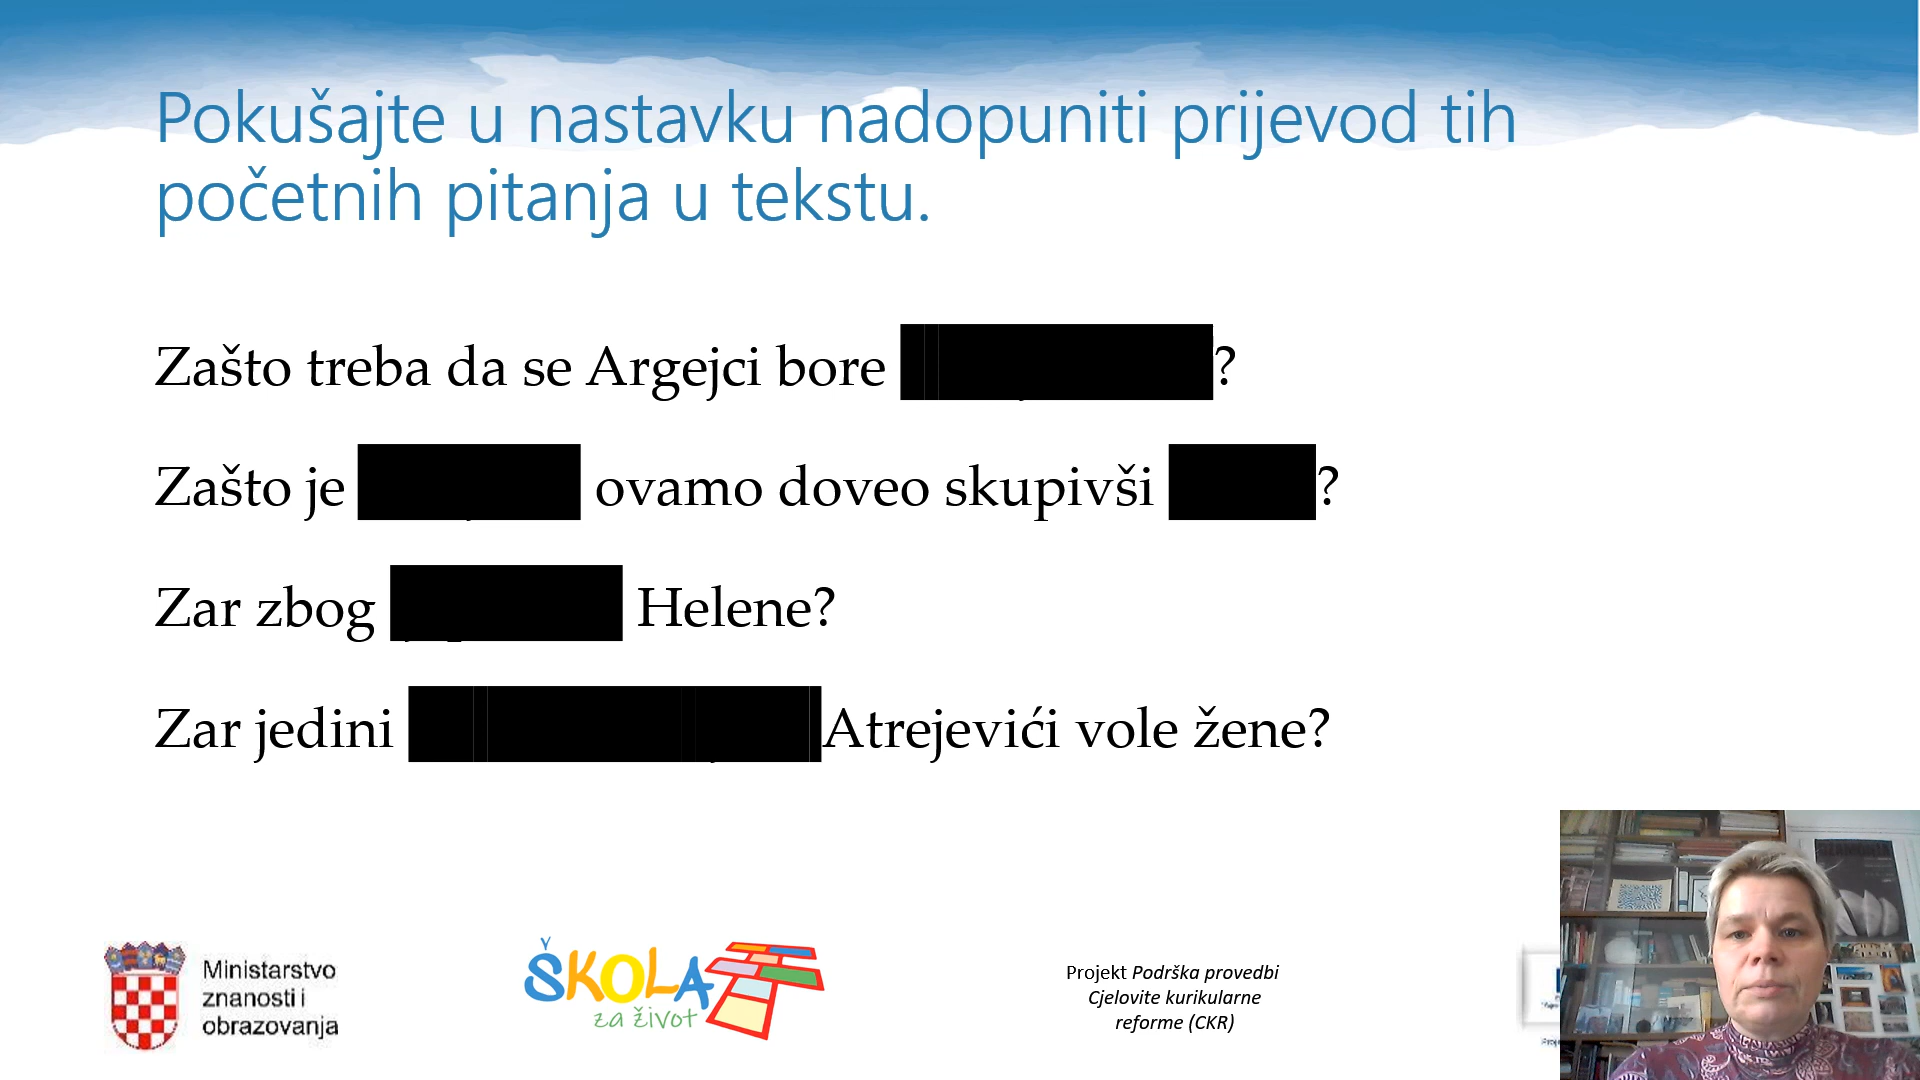 Pokušajte u nastavku nadopuniti prijevod tih
početnih pitanja u tekstu.
Zašto treba da se Argejci bore ?
Zašto je ovamo doveo skupivši ?
Zar zbog Helene?
Zar jedini Atrejevići vole žene?
Ministarstvo
znanosti i
obrazovanja
ŠKOLA
za život
Projekt Podrška provedbi
Cjelovite kurikularne
reforme (CKR)